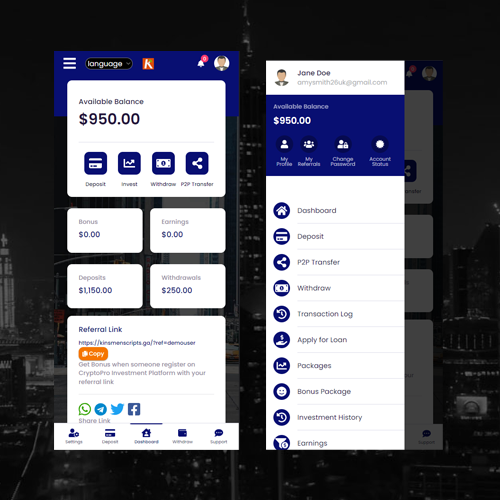 language
K
3
Available Balance
$950.00
Deposit
Invest
Withdraw
P2P Transfer
Bonus
$0.00
Earnings
$0.00
Deposits
$1,150.00
Withdrawals
$250.00
Referral Link
https://kinsmenscripts.ga/?ref=demouser
Copy
Get Bonus when someone register on
CryptoPro Investment Platform with your
referral link
Share Link
Settings
Deposit
Dashboard
Withdraw
Support
Jane Doe
amysmith26uk@gmail.com
Available Balance
$950.00
My
Profile
My
Referrals
Change
Password
Account
Status
Dashboard
Deposit
P2P Transfer
Withdraw
Transaction Log
Apply for Loan
Packages
Bonus Package
Investment History
Earnings
Support